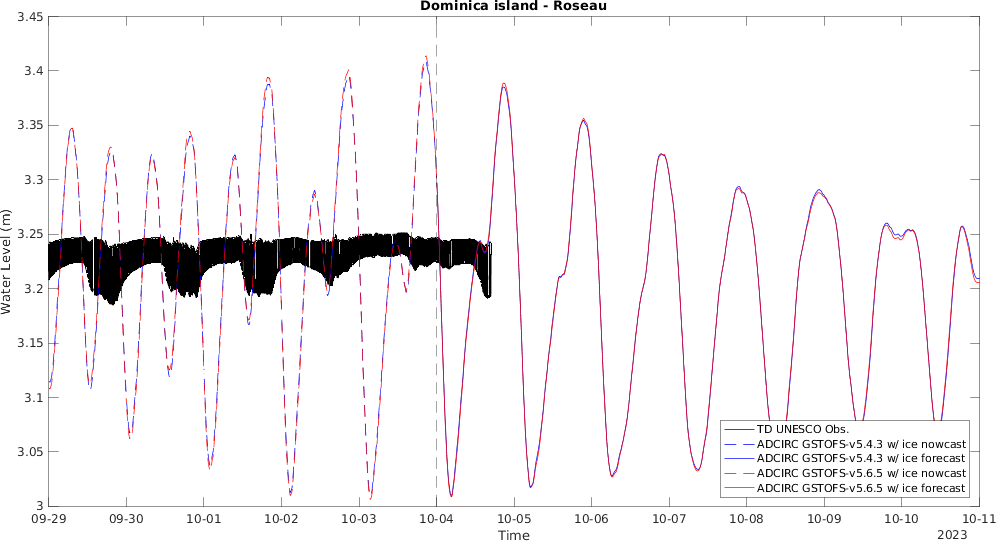 Dominica island - Roseau
3.45
3.4
3.35
3.3
3.25
3.2
3.15
3.1
3.05
3
Water Level (m)
TD UNESCO Obs.
ADCIRC GSTOFS-v5.4.3 w/ ice nowcast
ADCIRC GSTOFS-v5.4.3 w/ ice forecast
ADCIRC GSTOFS-v5.6.5 w/ ice nowcast
ADCIRC GSTOFS-v5.6.5 w/ ice forecast
09-29 09-30 10-01 10-02 10-03 10-04 10-05 10-06 10-07 10-08 10-09 10-10 10-11
Time
2023